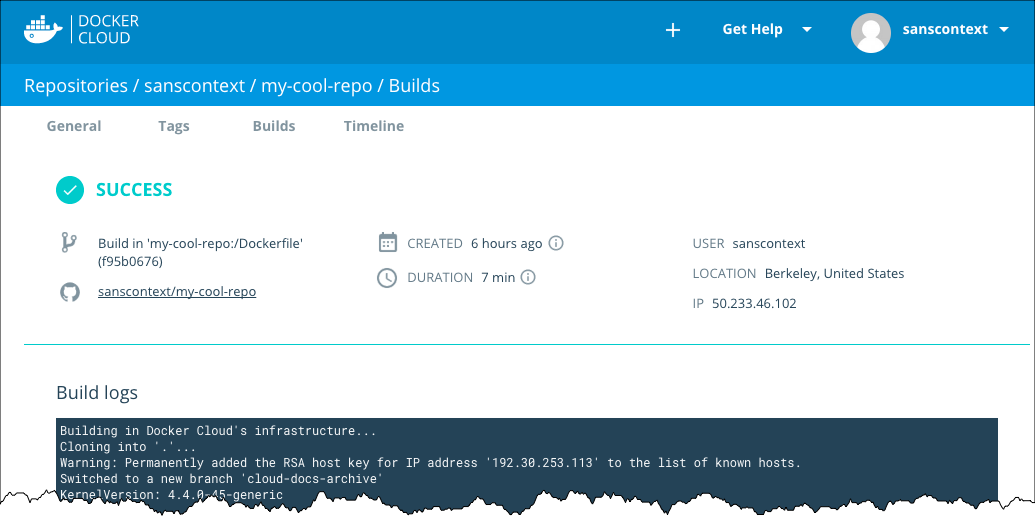 DOCKER
CLOUD
+ Get Help sanscontext
Repositories / sanscontext / my-cool-repo / Builds
General Tags Builds Timeline
SUCCESS
Build in 'my-cool-repo:/Dockerfile'
(f95b0676)
sanscontext/my-cool-repo
CREATED 6 hours ago
DURATION 7 min
USER sanscontext
LOCATION Berkeley, United States
IP 50.233.46.102
Build logs
Building in Docker Cloud's infrastructure...
Cloning into '.'...
Warning: Permanently added the RSA host key for IP address '192.30.253.113' to the list of known hosts.
Switched to a new branch 'cloud-docs-archive'
KernelVersion: 4.4.0-45-generic